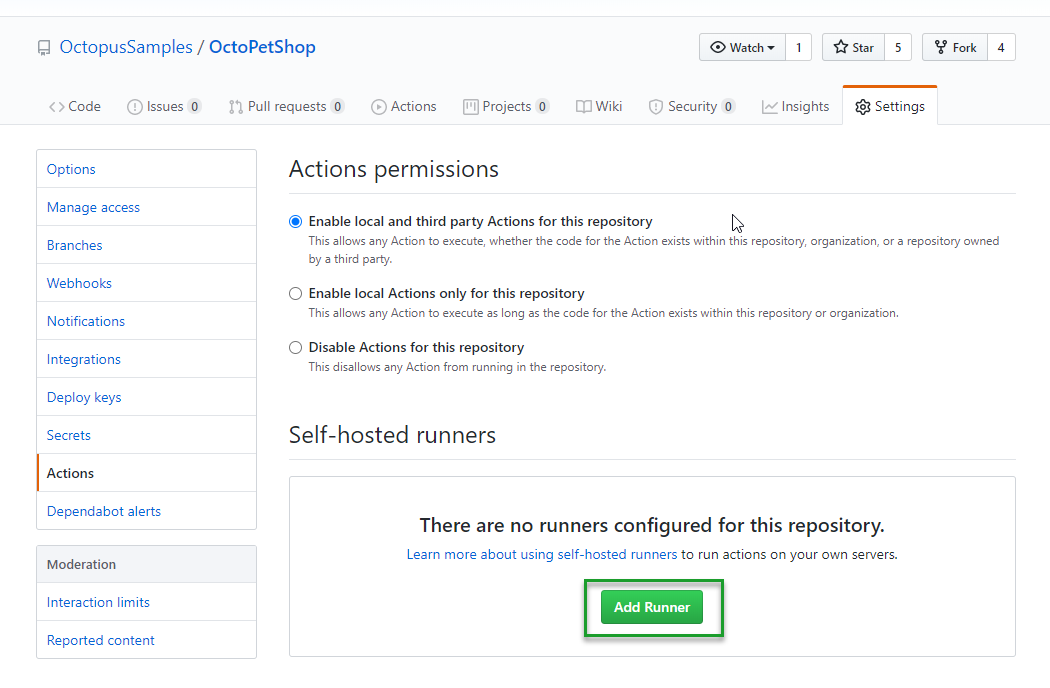 OctopusSamples / OctoPetShop
Watch 1 Star 5 Fork 4
Code Issues 0 Pull requests 0 Actions Projects 0 Wiki Security 0 Insights Settings
Options
Manage access
Branches
Webhooks
Notifications
Integrations
Deploy keys
Secrets
Actions
Dependabot alerts
Moderation
Interaction limits
Reported content
Actions permissions
Enable local and third party Actions for this repository
This allows any Action to execute, whether the code for the Action exists within this repository, organization, or a repository owned
by a third party.
Enable local Actions only for this repository
This allows any Action to execute as long as the code for the Action exists within this repository or organization.
Disable Actions for this repository
This disallows any Action from running in the repository.
Self-hosted runners
There are no runners configured for this repository.
Learn more about using self-hosted runners to run actions on your own servers.
Add Runner